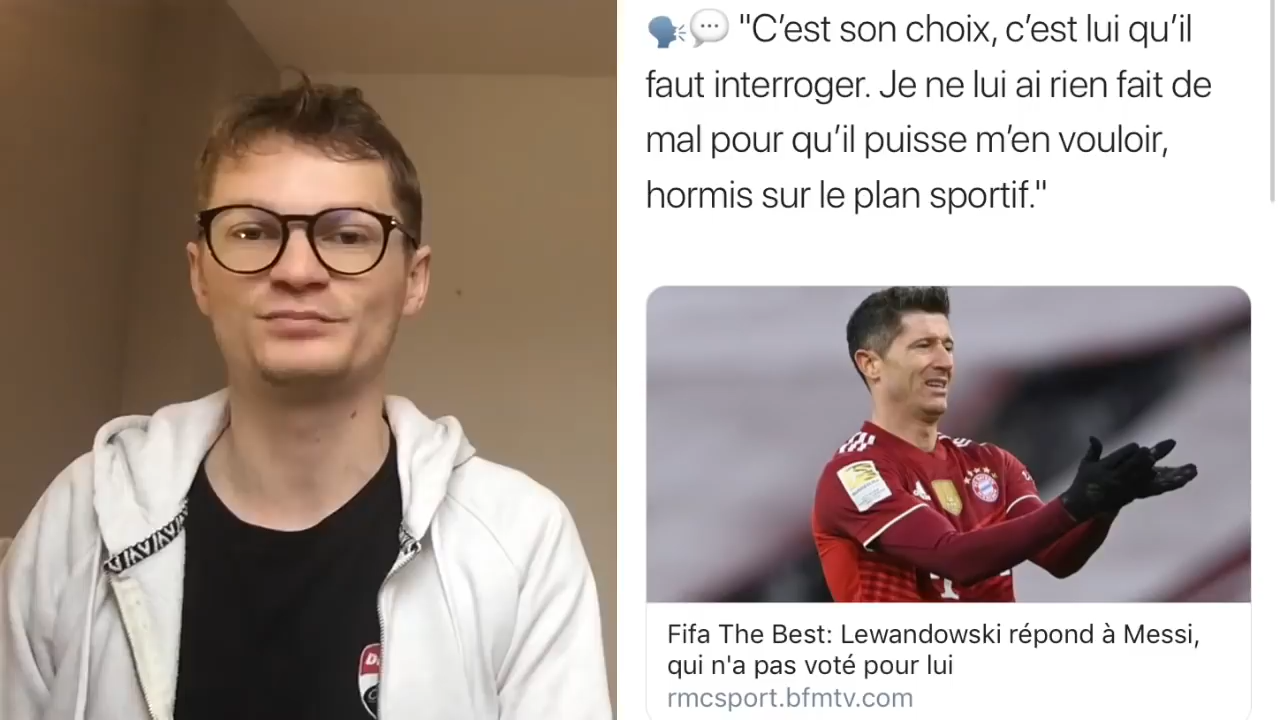 "C'est son choix, c'est lui qu'il
faut interroger. Je ne lui ai rien fait de
mal pour qu'il puisse m'en vouloir,
hormis sur le plan sportif."
Fifa The Best: Lewandowski répond à Messi,
qui n'a pas voté pour lui
rmcsport.bfmtv.com